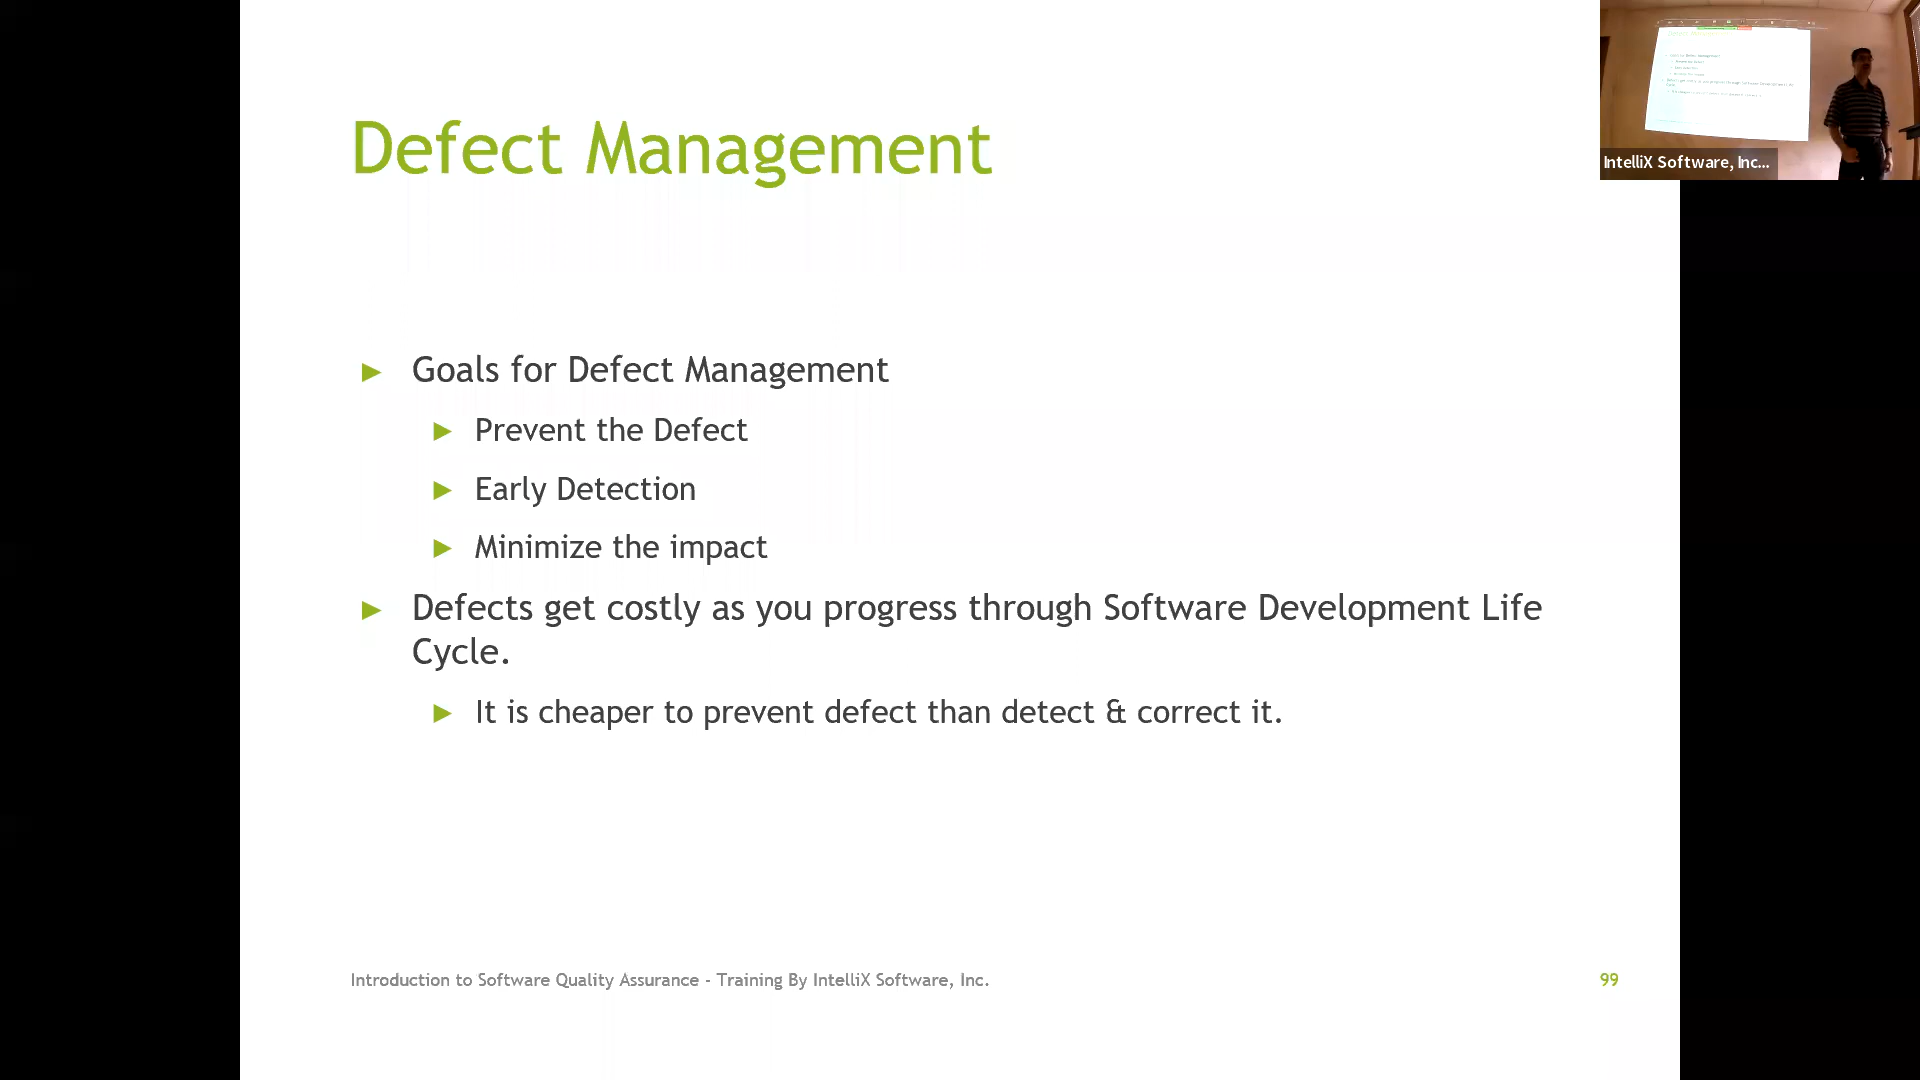 Defect Management
► Goals for Defect Management
► Prevent the Defect
► Early Detection
► Minimize the impact
► Defects get costly as you progress through Software Development Life
Cycle.
► It is cheaper to prevent defect than detect & correct it.
Introduction to Software Quality Assurance - Training By IntelliX Software, Inc.
99
IntelliX Software, Inc...